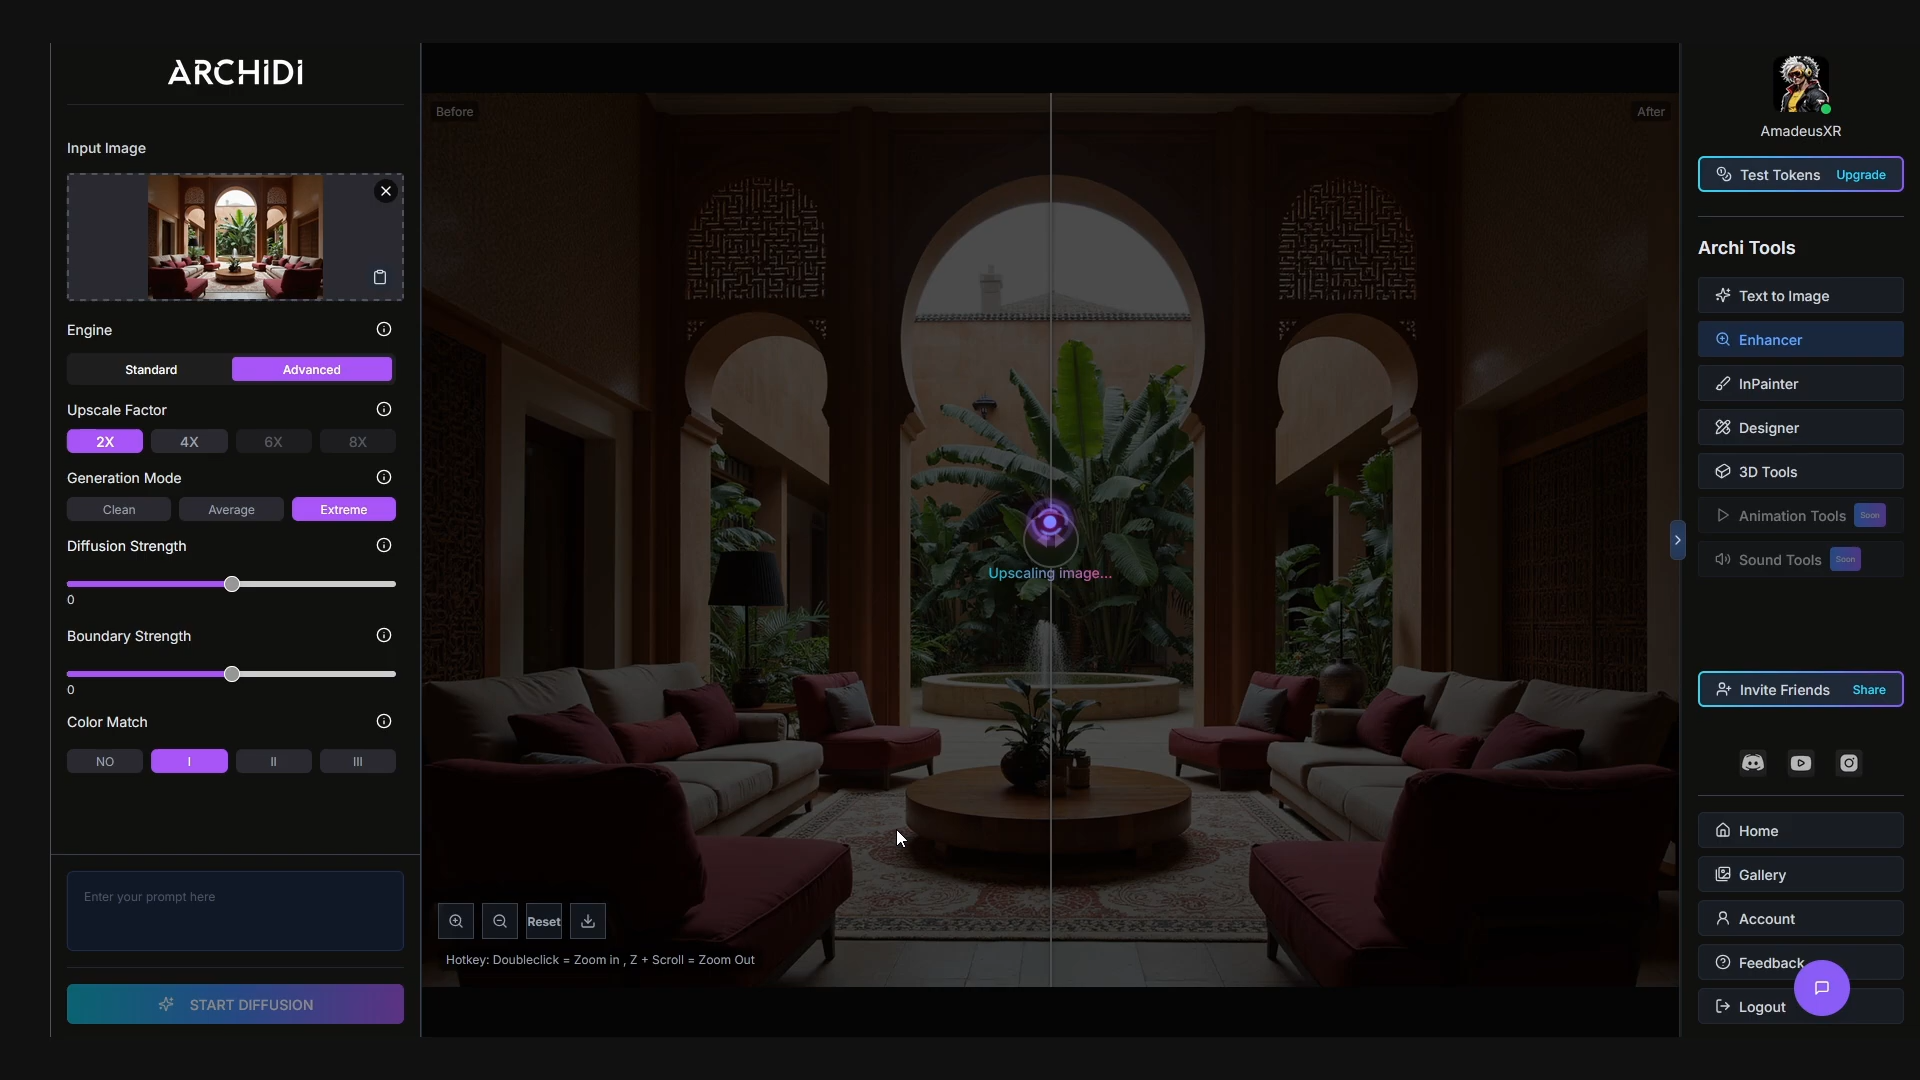 ARCHiDi
Input Image
Engine
Standard
Advanced
Upscale Factor
2X
4X
6X
8X
Generation Mode
Clean
Average
Extreme
Diffusion Strength
0
Boundary Strength
0
Color Match
NO
I
II
III
Enter your prompt here
START DIFFUSION
Before
After
Upscaling image...
Reset
Hotkey: Doubleclick = Zoom in , Z + Scroll = Zoom Out
AmadeusXR
Test Tokens Upgrade
Archi Tools
Text to Image
Enhancer
InPainter
Designer
3D Tools
Animation Tools Soon
Sound Tools Soon
Invite Friends Share
Home
Gallery
Account
Feedback
Logout